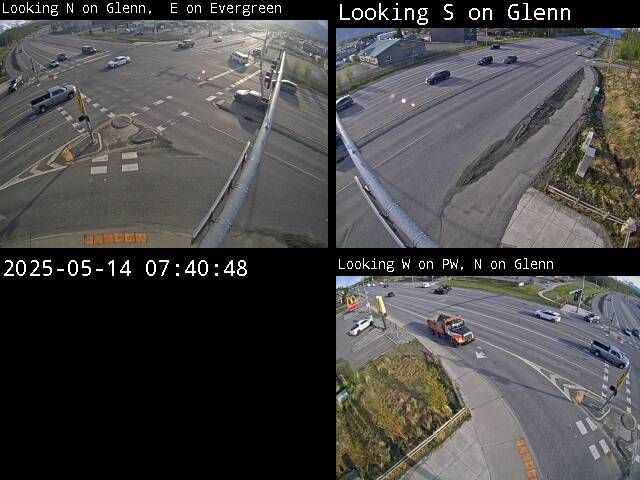 Looking N on Glenn,  E on Evergreen
Looking S on Glenn
2025-05-14 07:40:48
Looking W on PW, N on Glenn